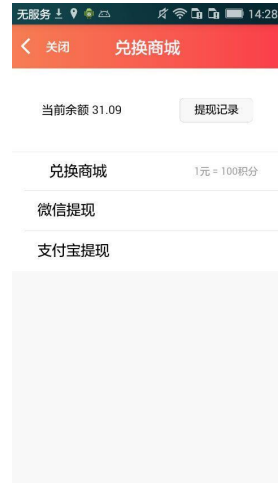 无服务 14:28
关闭 兑换商城
当前余额 31.09 提现记录
兑换商城 1元 = 100积分
微信提现
支付宝提现